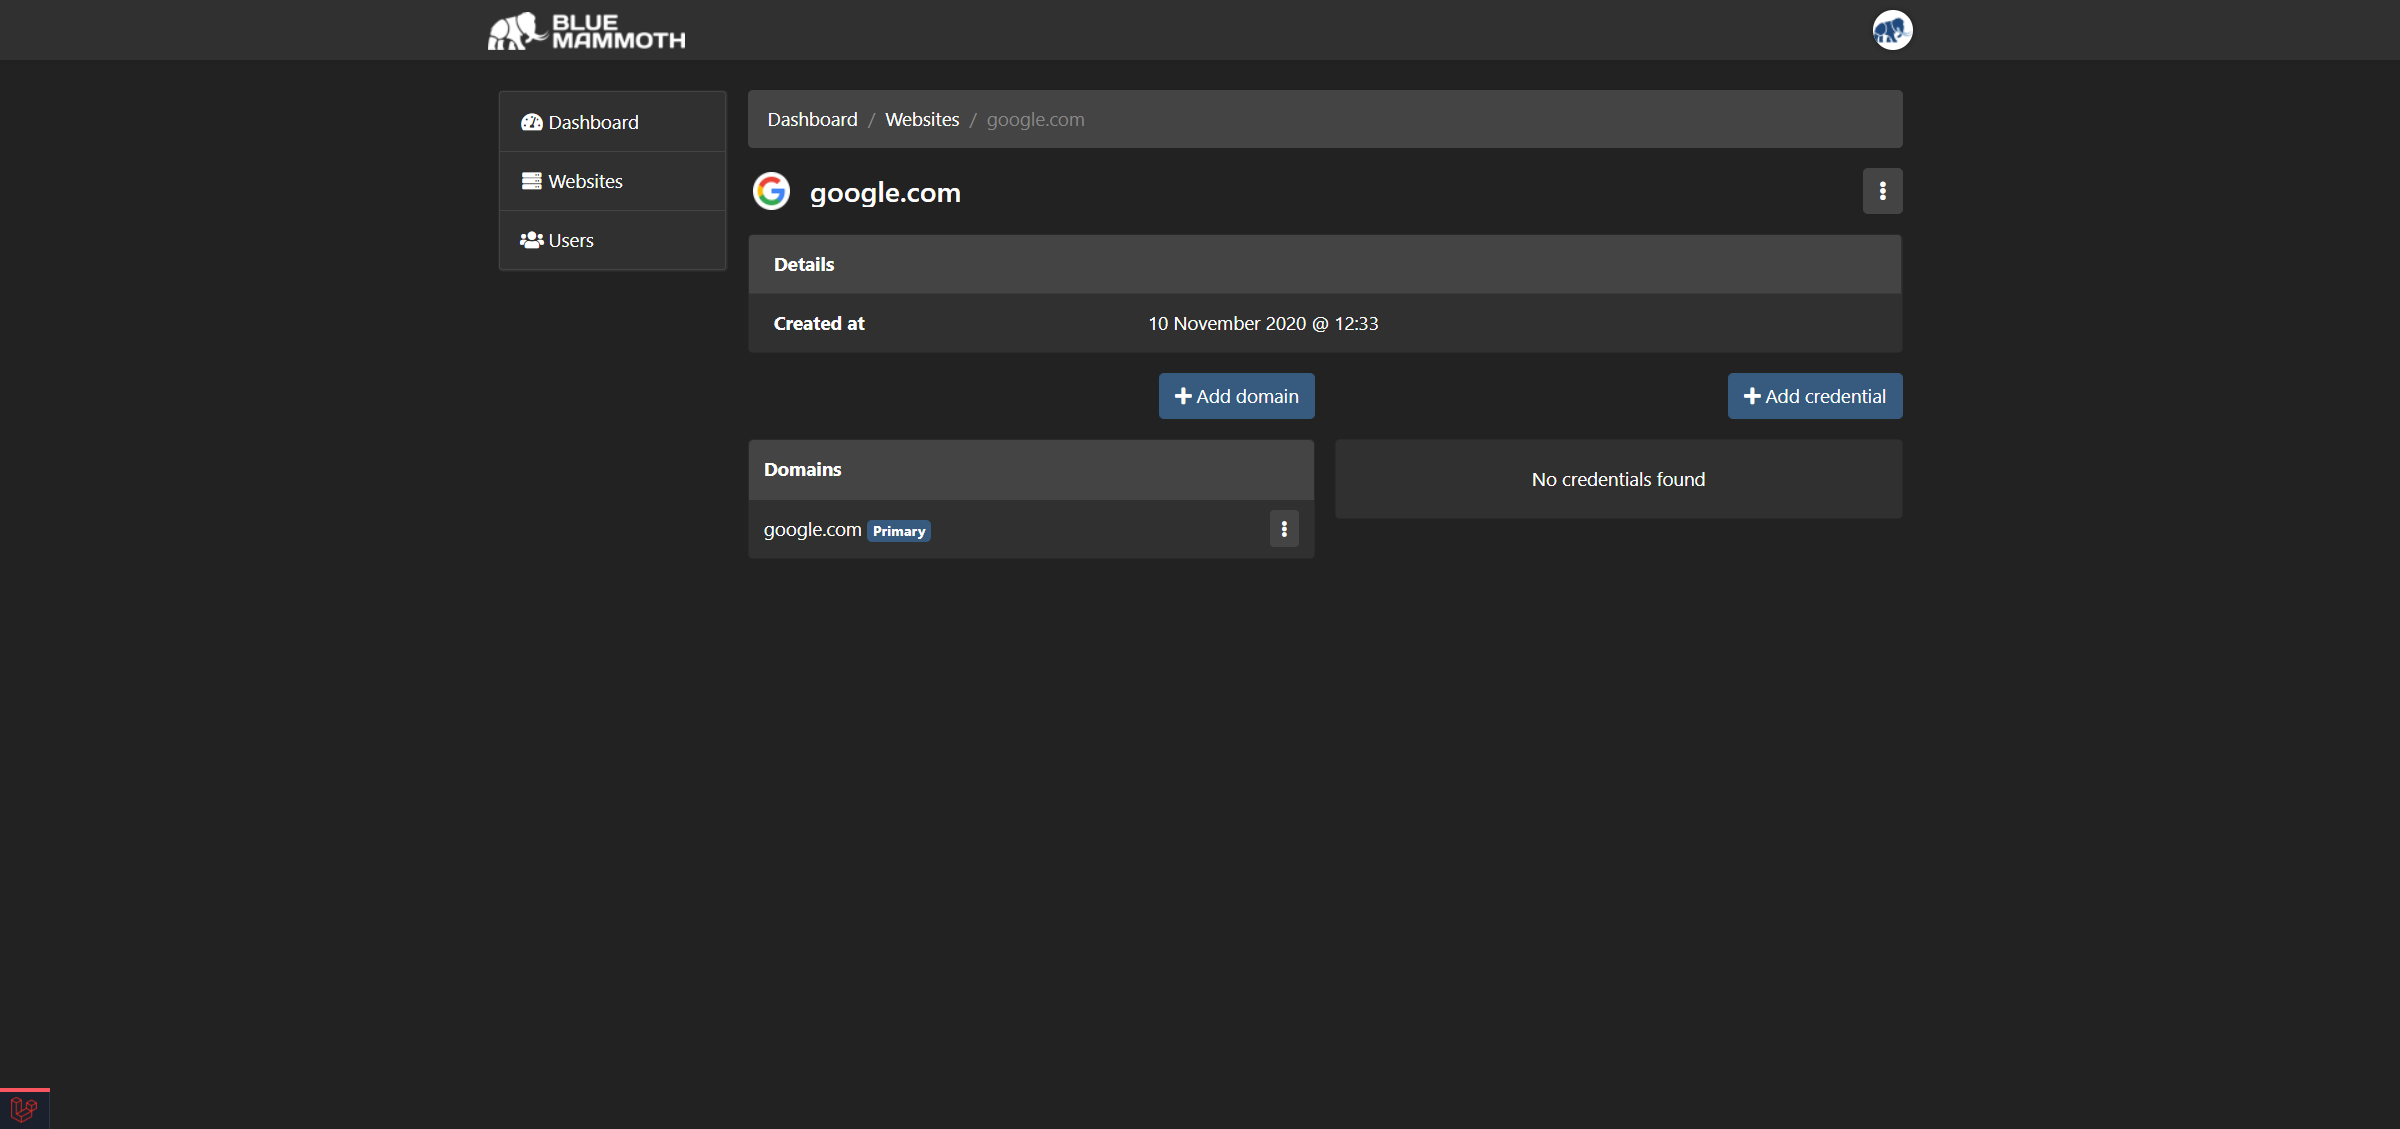 BLUE
MAMMOTH
Dashboard
Websites
Users
Dashboard / Websites / google.com
google.com
Details
Created at 10 November 2020 @ 12:33
Add domain
Add credential
Domains
google.com Primary
No credentials found